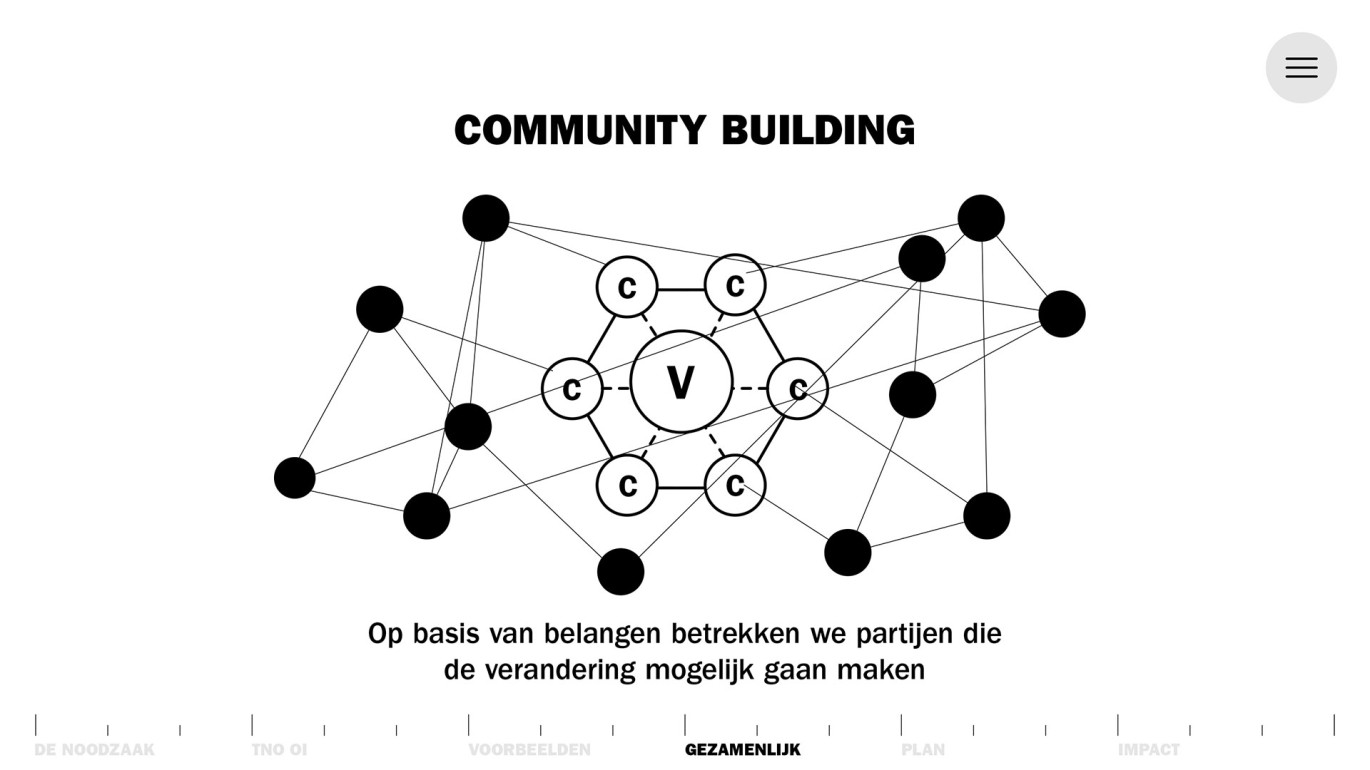 COMMUNITY BUILDING
C C
C V C
C C
Op basis van belangen betrekken we partijen die
de verandering mogelijk gaan maken
DE NOODZAAK TNO OI VOORBEELDEN GEZAMENLIJK PLAN IMPACT